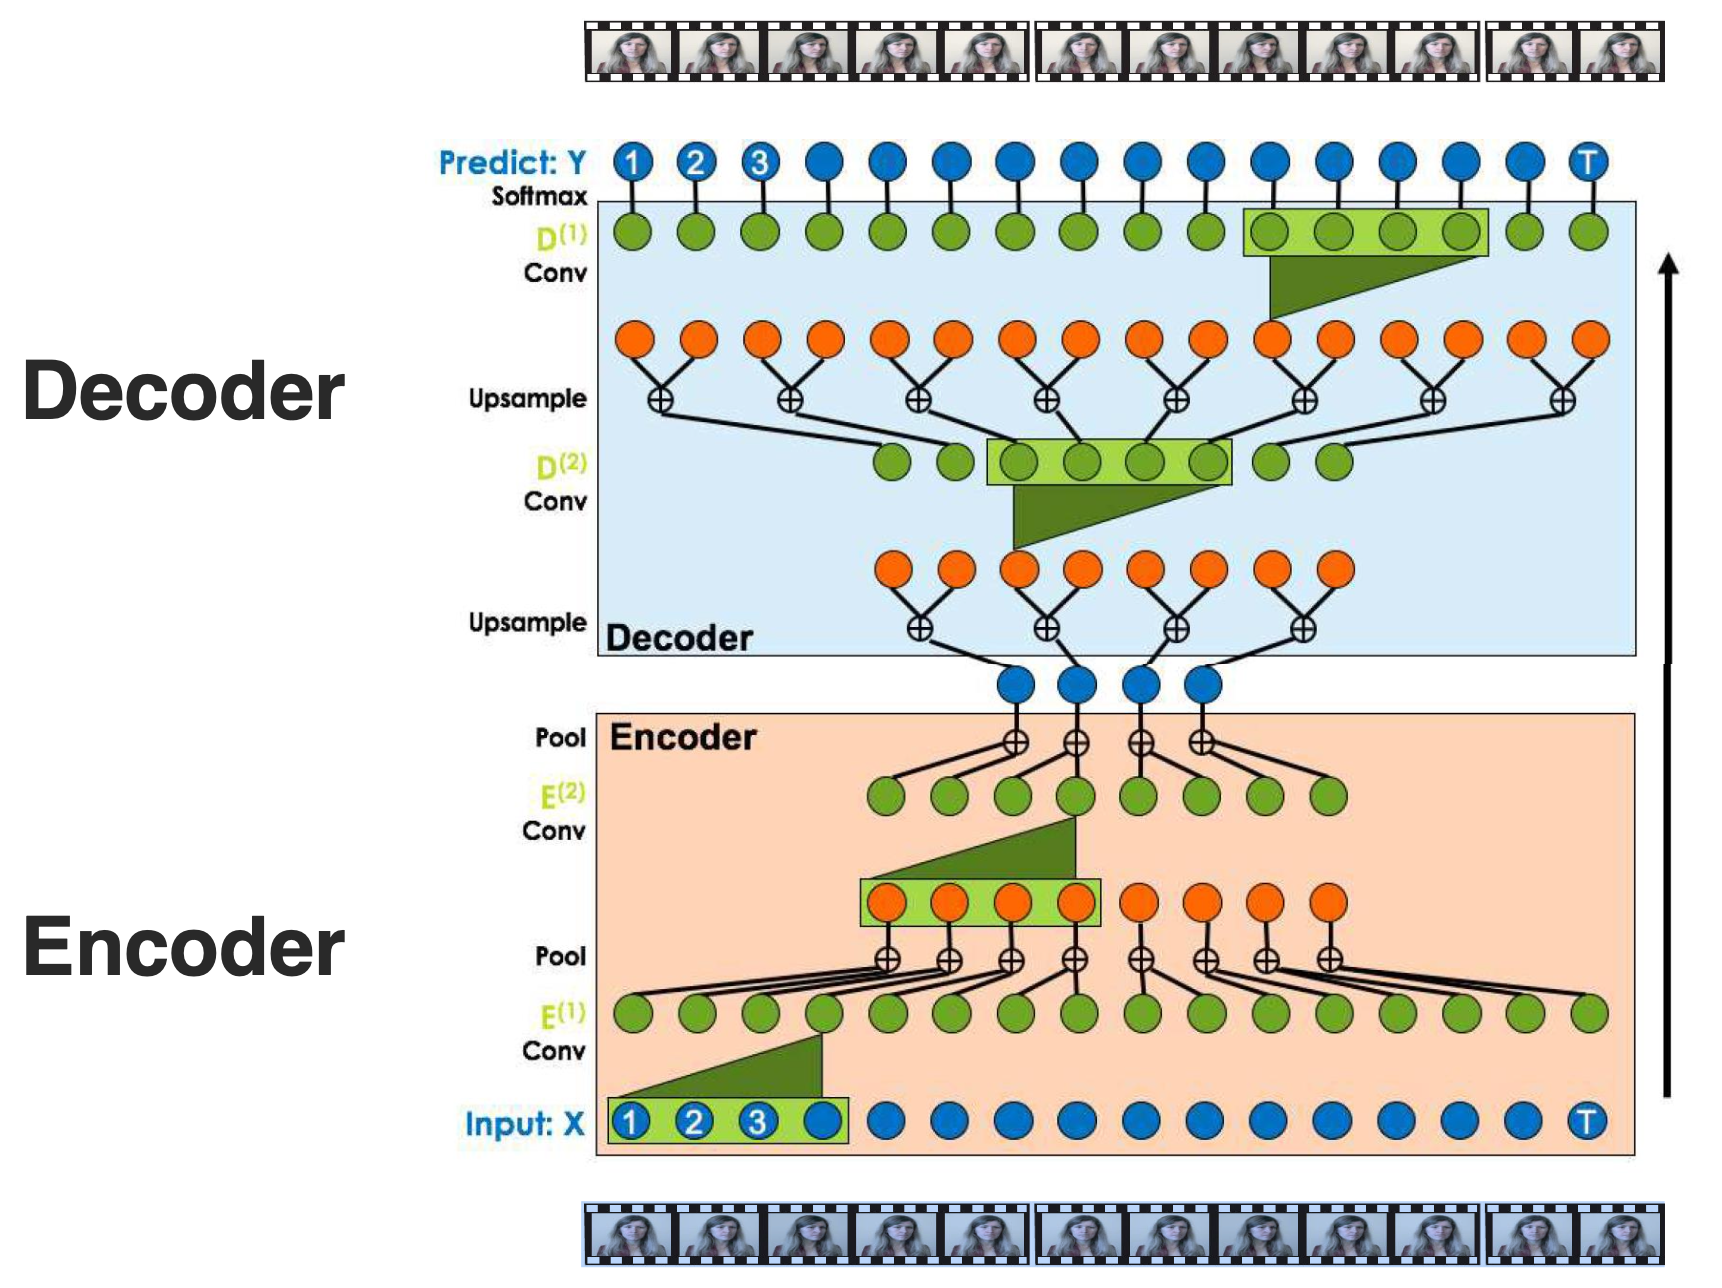 Predict: Y 1 2 3 T
Softmax
D(1)
Conv
Decoder
Upsample
D(2)
Conv
Upsample
Decoder
Pool
Encoder
E(2)
Conv
Encoder
Pool
E(1)
Conv
Input: X 1 2 3 T